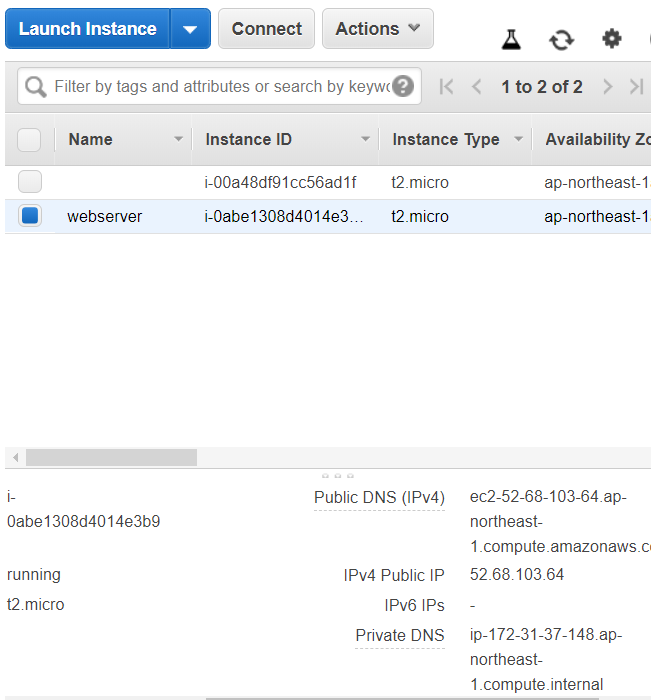 Launch Instance Connect Actions
Filter by tags and attributes or search by keywo ? 1 to 2 of 2
Name Instance ID Instance Type Availability Zo
i-00a48df91cc56ad1f t2.micro ap-northeast-1a
webserver i-0abe1308d4014e3... t2.micro ap-northeast-1a
i- Public DNS (IPv4) ec2-52-68-103-64.ap-
0abe1308d4014e3b9 northeast-
1.compute.amazonaws.co
running IPv4 Public IP 52.68.103.64
t2.micro IPv6 IPs -
Private DNS ip-172-31-37-148.ap-
northeast-
1.compute.internal